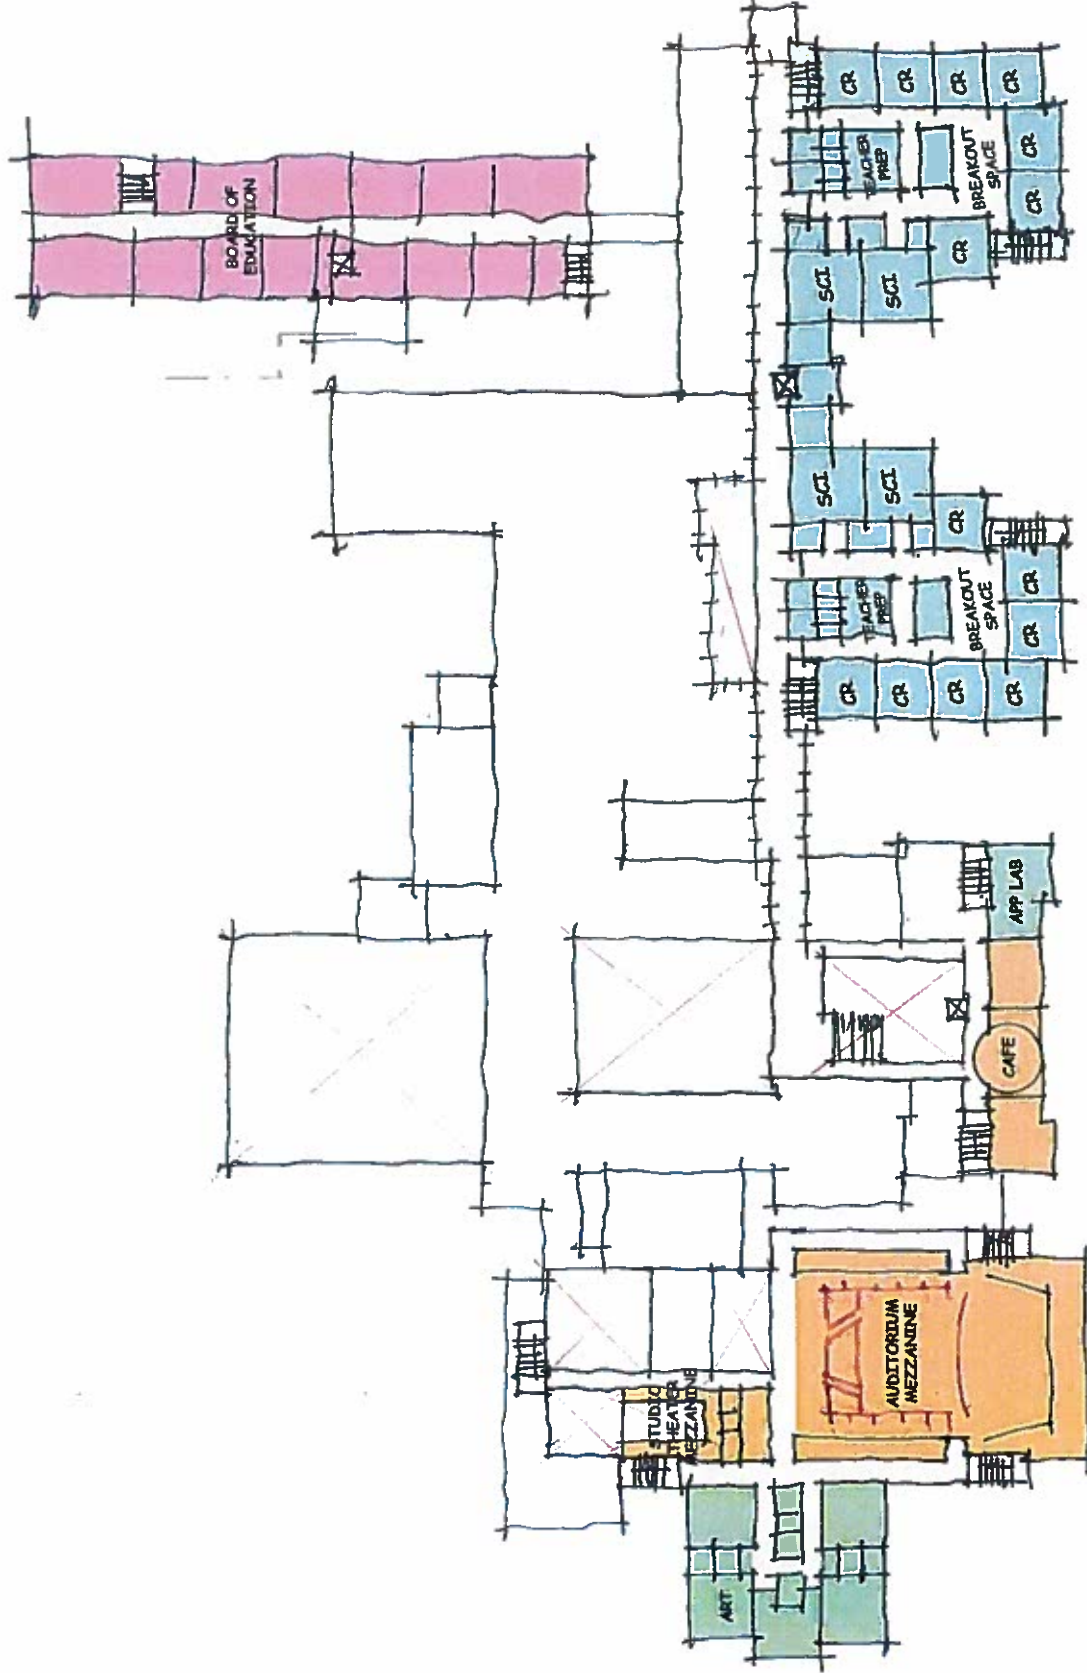 BOARD OF
EDUCATION
CR
CR
CR
CR
TEACHER
PREP
BREAKOUT
SPACE
CR
CR
SCI
SCI
CR
SCI
SCI
CR
TEACHER
PREP
BREAKOUT
SPACE
CR
CR
CR
CR
CR
CR
APP LAB
CAFE
AUDITORIUM
MEZZANINE
STUDIO
THEATER
MEZZANINE
ART